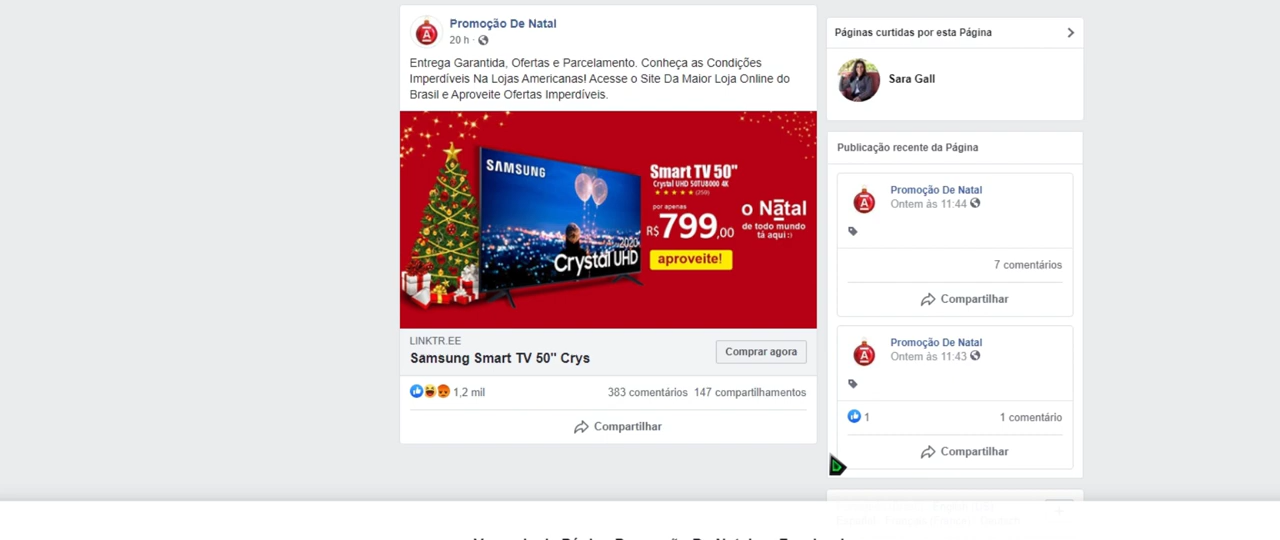 Promoção De Natal
20 h ·
Entrega Garantida, Ofertas e Parcelamento. Conheça as Condições
Imperdíveis Na Lojas Americanas! Acesse o Site Da Maior Loja Online do
Brasil e Aproveite Ofertas Imperdíveis.
SAMSUNG
2020
Crystal UHD
Smart TV 50"
Crystal UHD 50TU8000 4K
(259)
por apenas
R$ 799,00
aproveite!
o Natal
de todo mundo
tá aqui :)
LINKTR.EE
Samsung Smart TV 50" Crys
Comprar agora
1,2 mil
383 comentários 147 compartilhamentos
Compartilhar
Páginas curtidas por esta Página
Sara Gall
Publicação recente da Página
Promoção De Natal
Ontem às 11:44
7 comentários
Compartilhar
Promoção De Natal
Ontem às 11:43
1
1 comentário
Compartilhar